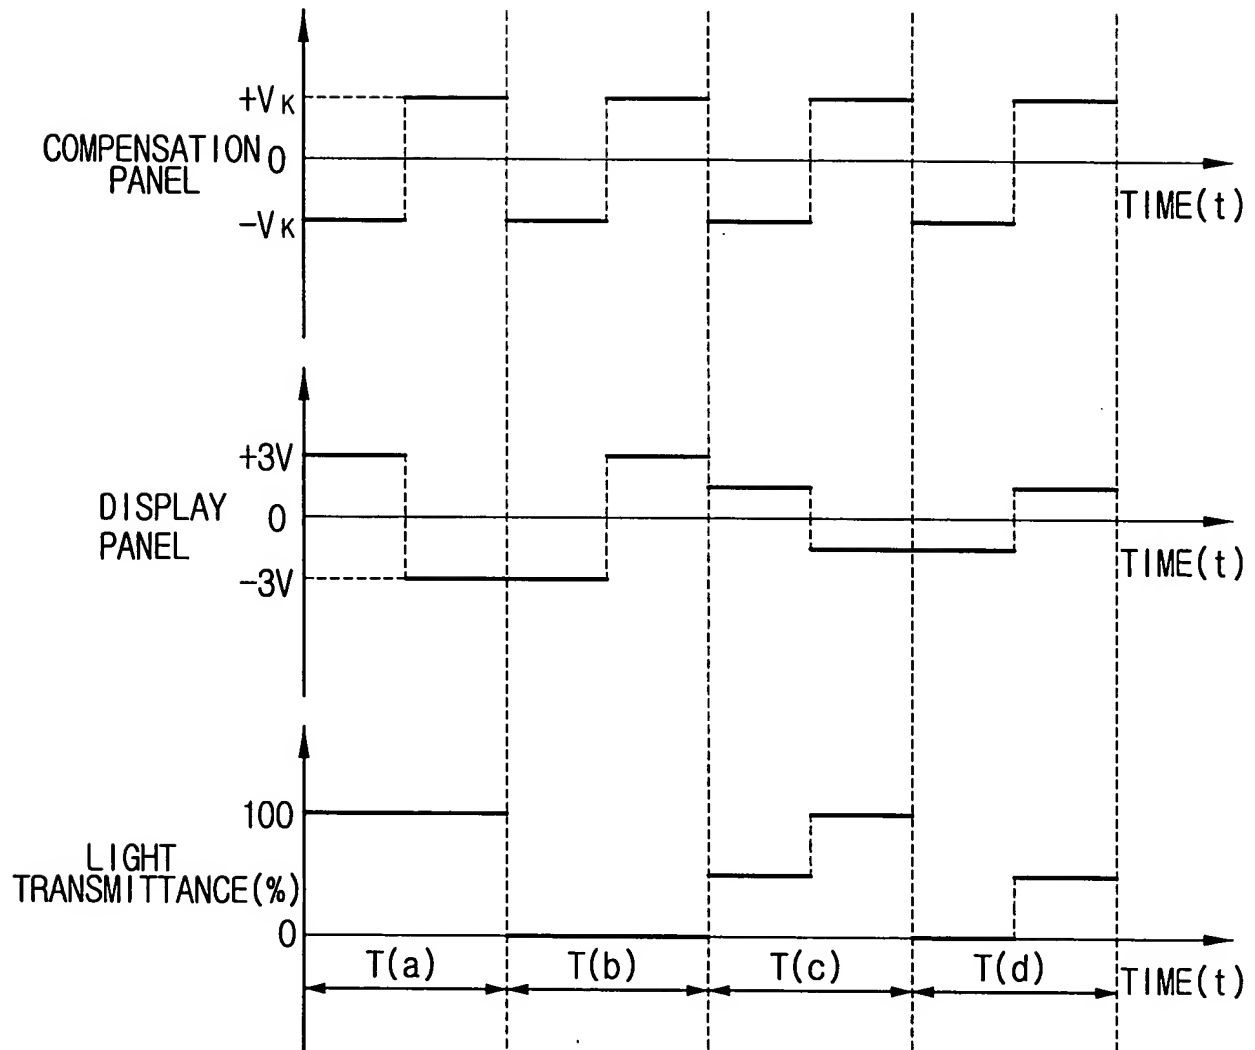 +VK
COMPENSATION 0
PANEL
-VK
TIME(t)
+3V
DISPLAY 0
PANEL
-3V
TIME(t)
100
LIGHT
TRANSMITTANCE(%)
0
T(a) T(b) T(c) T(d)
TIME(t)